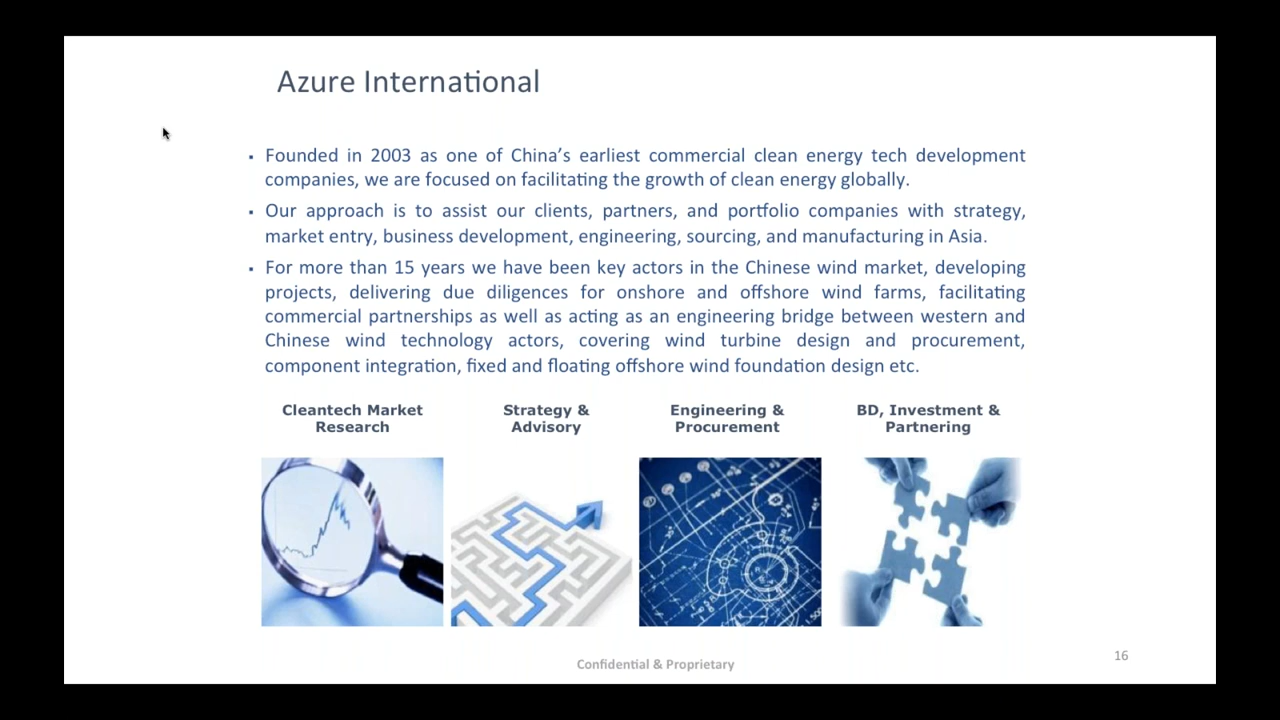 Azure International
▪ Founded in 2003 as one of China’s earliest commercial clean energy tech development
companies, we are focused on facilitating the growth of clean energy globally.
▪ Our approach is to assist our clients, partners, and portfolio companies with strategy,
market entry, business development, engineering, sourcing, and manufacturing in Asia.
▪ For more than 15 years we have been key actors in the Chinese wind market, developing
projects, delivering due diligences for onshore and offshore wind farms, facilitating
commercial partnerships as well as acting as an engineering bridge between western and
Chinese wind technology actors, covering wind turbine design and procurement,
component integration, fixed and floating offshore wind foundation design etc.
Cleantech Market
Research
Strategy &
Advisory
Engineering &
Procurement
BD, Investment &
Partnering
Confidential & Proprietary
16